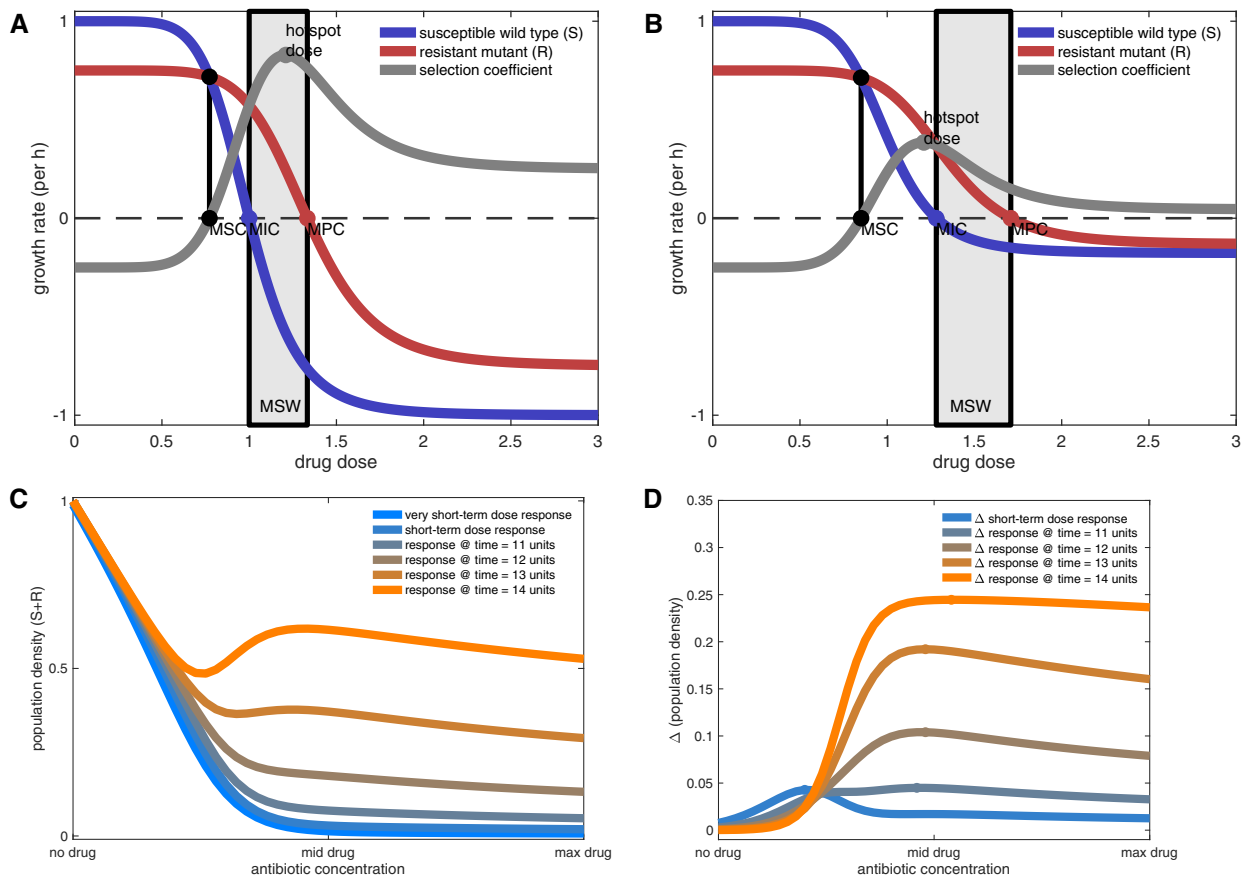 A
hotspot
dose
susceptible wild type (S)
resistant mutant (R)
selection coefficient
growth rate (per h)
1
0
-1
MSC
MIC
MPC
MSW
0
0.5
1
1.5
2
2.5
3
drug dose
B
susceptible wild type (S)
resistant mutant (R)
selection coefficient
hotspot
dose
growth rate (per h)
1
0
-1
MSC
MIC
MPC
MSW
0
0.5
1
1.5
2
2.5
3
drug dose
C
very short-term dose response
short-term dose response
response @ time = 11 units
response @ time = 12 units
response @ time = 13 units
response @ time = 14 units
population density (S+R)
1
0.5
0
no drug
mid drug
max drug
antibiotic concentration
D
Δ short-term dose response
Δ response @ time = 11 units
Δ response @ time = 12 units
Δ response @ time = 13 units
Δ response @ time = 14 units
Δ (population density)
0.35
0.3
0.25
0.2
0.15
0.1
0.05
0
no drug
mid drug
max drug
antibiotic concentration